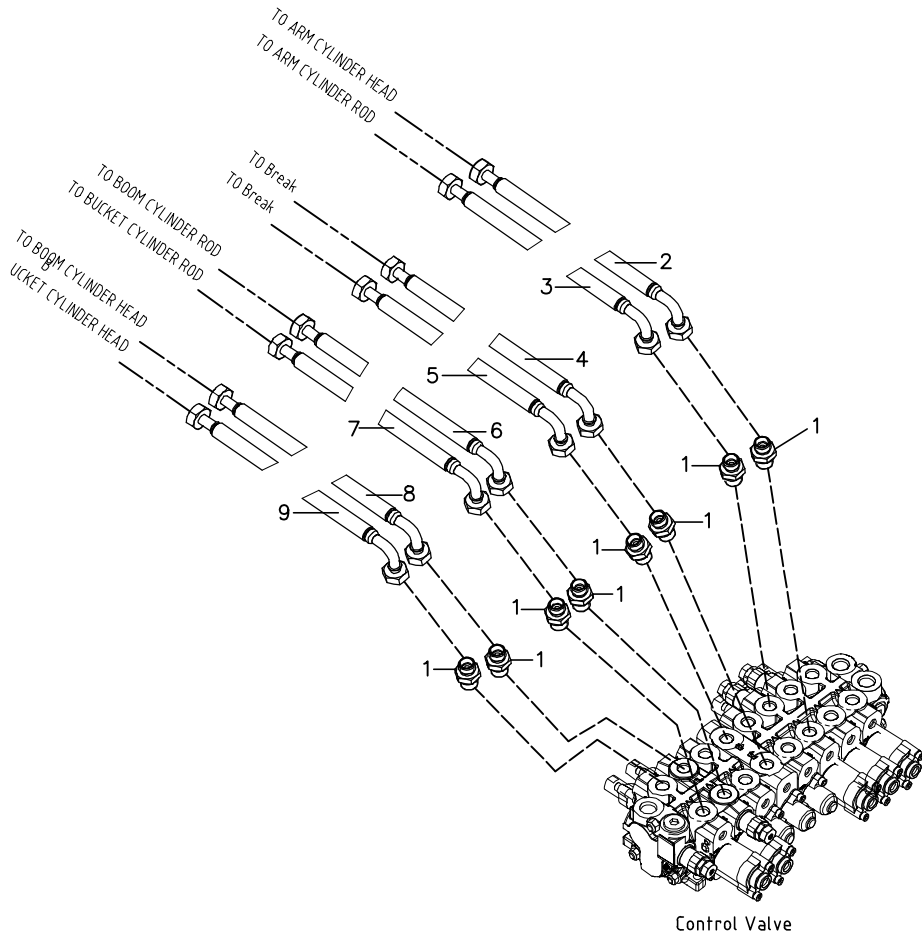 TO ARM CYLINDER HEAD
TO ARM CYLINDER ROD
TO Break
TO Break
TO BOOM CYLINDER ROD
TO BUCKET CYLINDER ROD
TO BOOM CYLINDER HEAD
B
UCKET CYLINDER HEAD
2
3
4
5
6
7
8
9
1
1
1
1
1
1
1
1
Control Valve